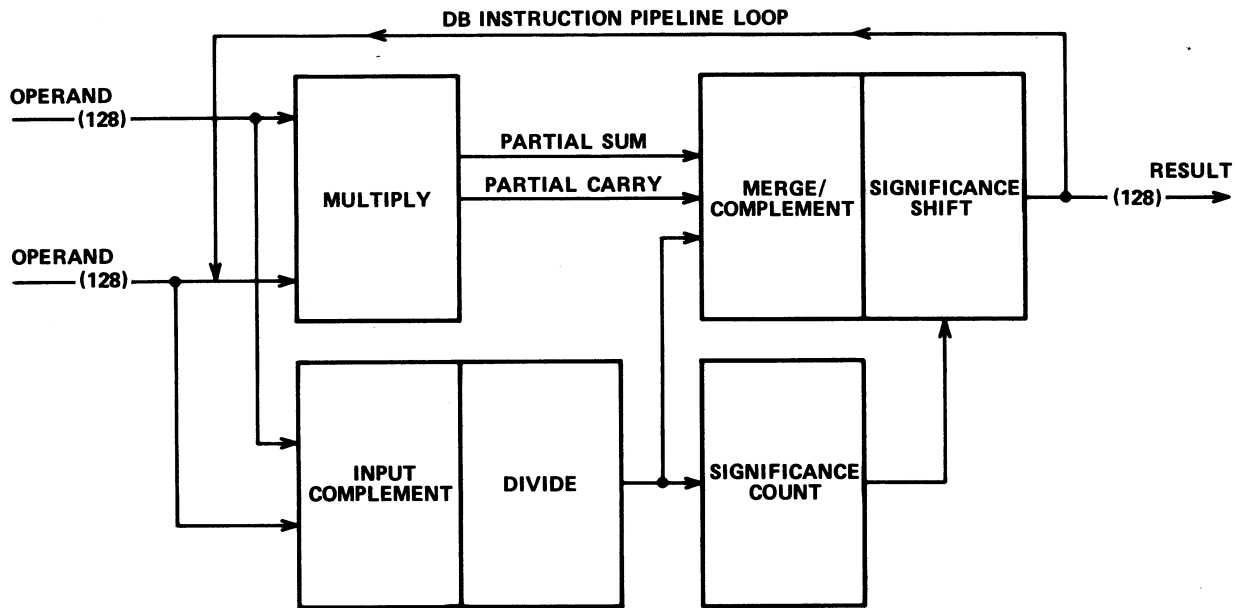 DB INSTRUCTION PIPELINE LOOP
OPERAND
(128)
PARTIAL SUM
PARTIAL CARRY
MULTIPLY
MERGE/
COMPLEMENT
SIGNIFICANCE
SHIFT
RESULT
(128)
OPERAND
(128)
INPUT
COMPLEMENT
DIVIDE
SIGNIFICANCE
COUNT